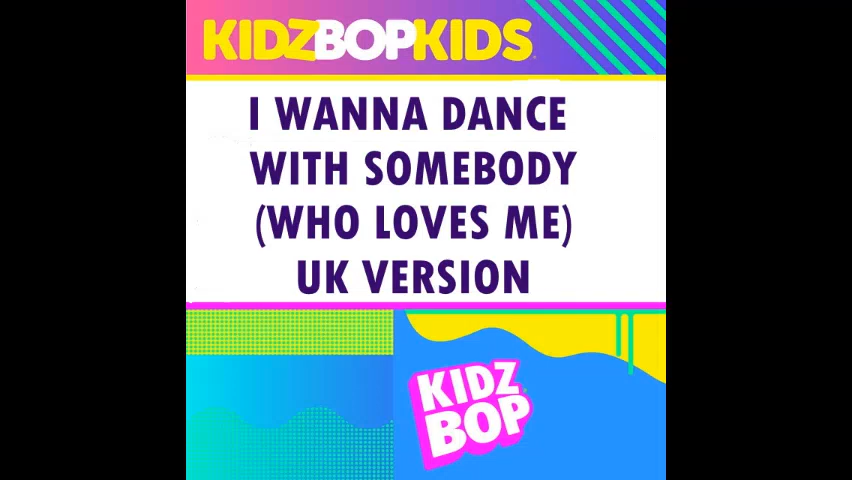 KIDZBOPKIDS
I WANNA DANCE
WITH SOMEBODY
(WHO LOVES ME)
UK VERSION
KIDZ
BOP